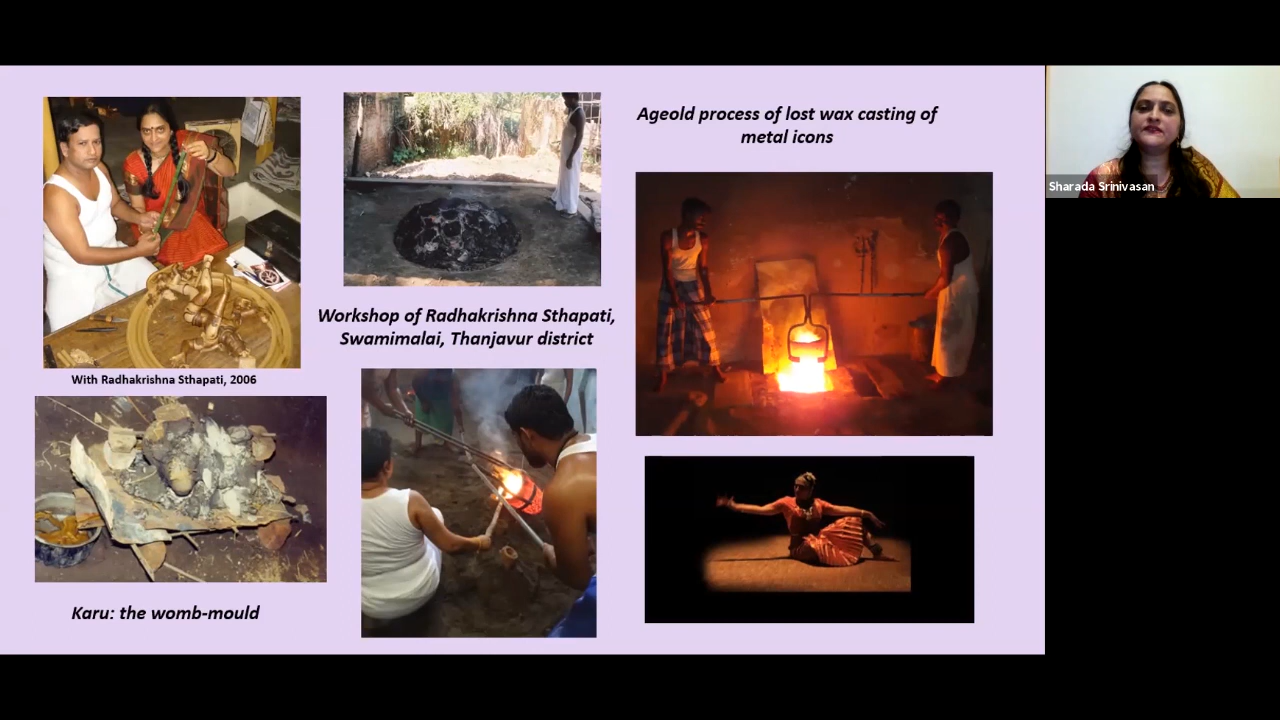 Ageold process of lost wax casting of
metal icons
Sharada Srinivasan
Workshop of Radhakrishna Sthapati,
Swamimalai, Thanjavur district
With Radhakrishna Sthapati, 2006
Karu: the womb-mould